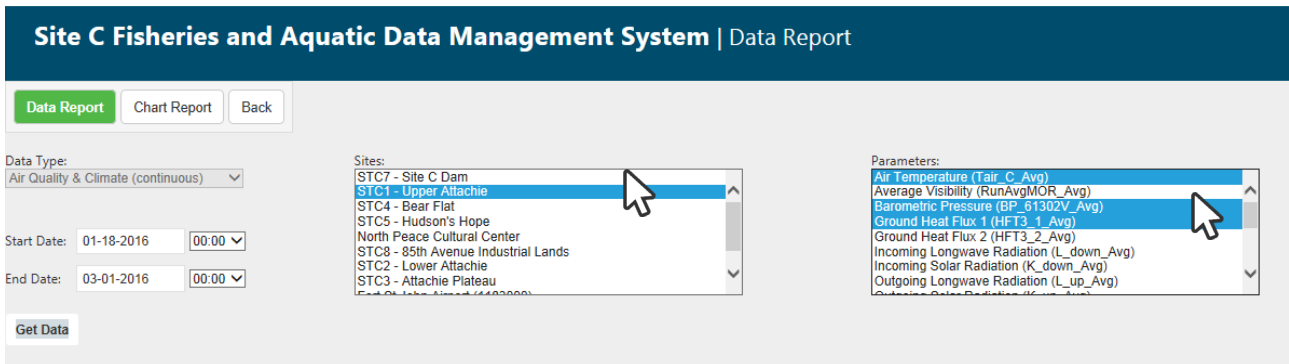 Site C Fisheries and Aquatic Data Management System | Data Report
Data Report Chart Report Back
Data Type:
Air Quality & Climate (continuous)
Start Date: 01-18-2016 00:00
End Date: 03-01-2016 00:00
Get Data
Sites:
STC7 - Site C Dam
STC1 - Upper Attachie
STC4 - Bear Flat
STC5 - Hudson's Hope
North Peace Cultural Center
STC8 - 85th Avenue Industrial Lands
STC2 - Lower Attachie
STC3 - Attachie Plateau
Parameters:
Air Temperature (Tair_C_Avg)
Average Visibility (RunAvgMOR_Avg)
Barometric Pressure (BP_61302V_Avg)
Ground Heat Flux 1 (HFT3_1_Avg)
Ground Heat Flux 2 (HFT3_2_Avg)
Incoming Longwave Radiation (L_down_Avg)
Incoming Solar Radiation (K_down_Avg)
Outgoing Longwave Radiation (L_up_Avg)